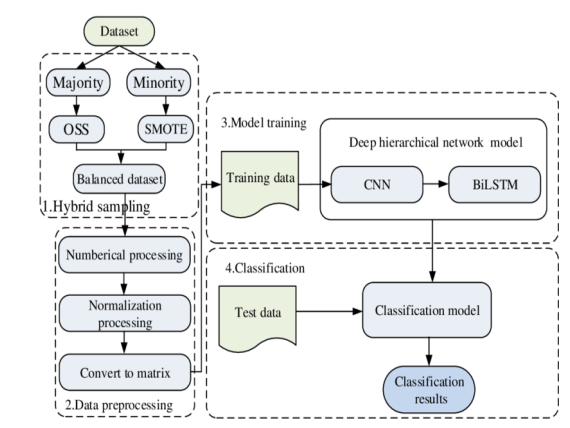 Dataset
Majority
Minority
OSS
SMOTE
Balanced dataset
1.Hybrid sampling
Numberical processing
Normalization
processing
Convert to matrix
2.Data preprocessing
3.Model training
Training data
Deep hierarchical network model
CNN
BiLSTM
4.Classification
Test data
Classification model
Classification
results